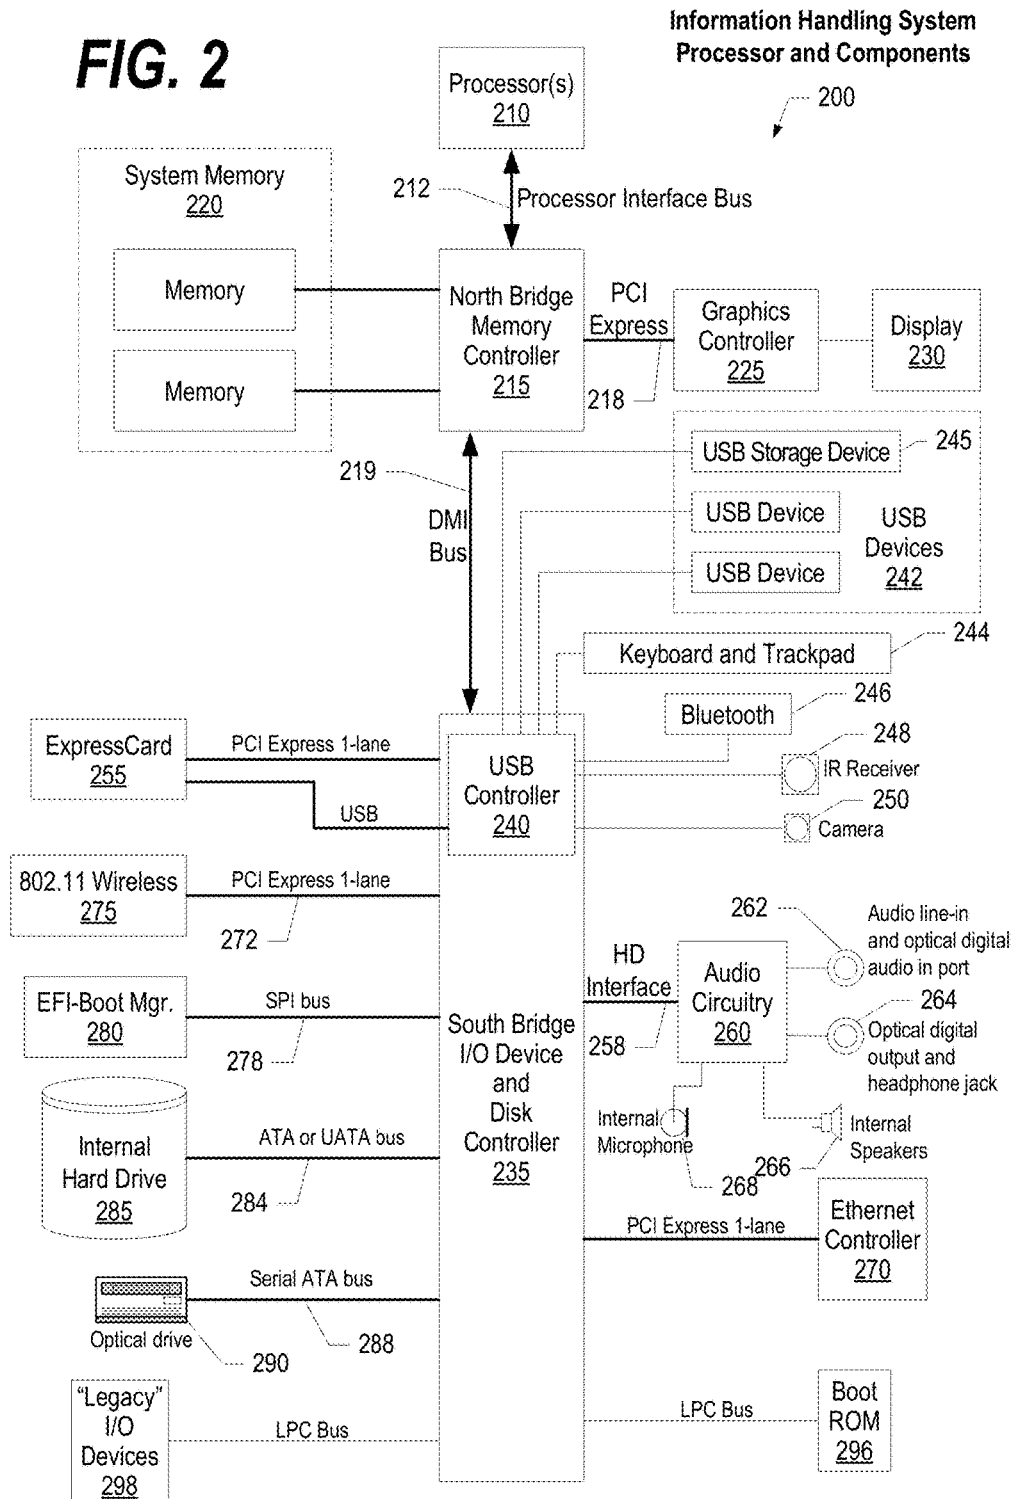 FIG. 2
Information Handling System
Processor and Components
200
Processor(s)
210
212
Processor Interface Bus
System Memory
220
Memory
Memory
North Bridge
Memory
Controller
215
PCI
Express
218
Graphics
Controller
225
Display
230
219
DMI
Bus
USB Storage Device
245
USB Device
USB Device
USB
Devices
242
Keyboard and Trackpad
244
Bluetooth
246
248
IR Receiver
250
Camera
ExpressCard
255
PCI Express 1-lane
USB
USB
Controller
240
802.11 Wireless
275
PCI Express 1-lane
272
EFI-Boot Mgr.
280
SPI bus
278
South Bridge
I/O Device
and
Disk
Controller
235
HD
Interface
258
Audio
Circuitry
260
262
Audio line-in
and optical digital
audio in port
264
Optical digital
output and
headphone jack
Internal
Microphone
268
266
Internal
Speakers
Internal
Hard Drive
285
ATA or UATA bus
284
PCI Express 1-lane
Ethernet
Controller
270
Serial ATA bus
288
Optical drive
290
"Legacy"
I/O
Devices
298
LPC Bus
LPC Bus
Boot
ROM
296